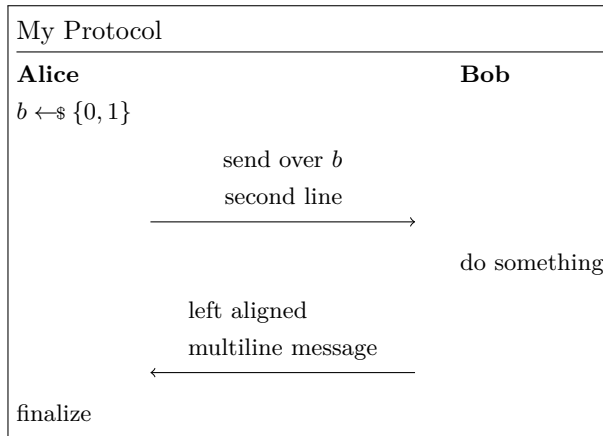 My Protocol
Alice Bob
b ←$ {0, 1}
send over b
second line
do something
left aligned
multiline message
finalize